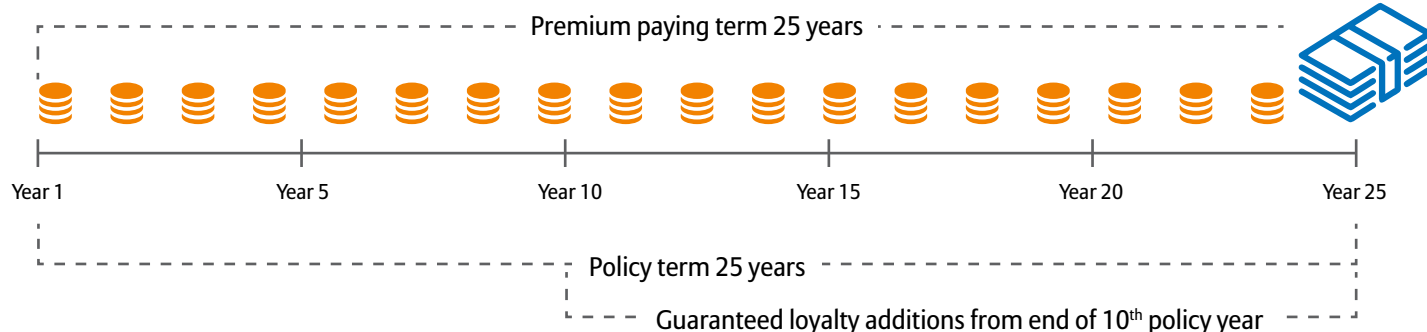 Premium paying term 25 years
Year 1 Year 5 Year 10 Year 15 Year 20 Year 25
Policy term 25 years
Guaranteed loyalty additions from end of 10th policy year